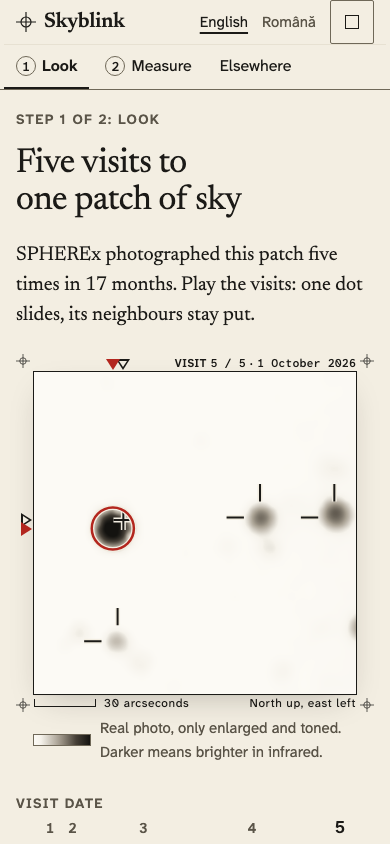 Skyblink
English Română
1 Look 2 Measure Elsewhere
STEP 1 OF 2: LOOK
Five visits to
one patch of sky
SPHEREx photographed this patch five
times in 17 months. Play the visits: one dot
slides, its neighbours stay put.
VISIT 5 / 5 · 1 October 2026
30 arcseconds North up, east left
Real photo, only enlarged and toned.
Darker means brighter in infrared.
VISIT DATE
1 2 3 4 5